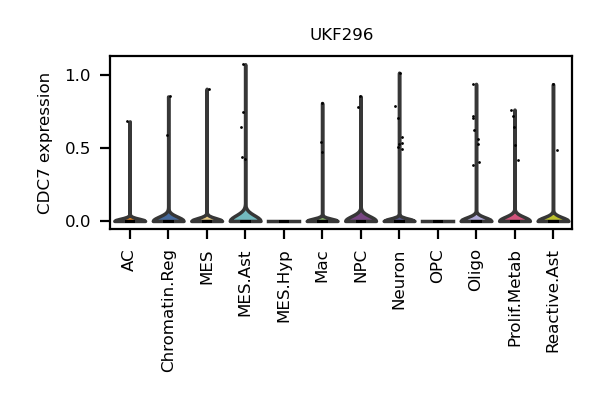 UKF296
CDC7 expression
1.0
0.5
0.0
AC
Chromatin.Reg
MES
MES.Ast
MES.Hyp
Mac
NPC
Neuron
OPC
Oligo
Prolif.Metab
Reactive.Ast